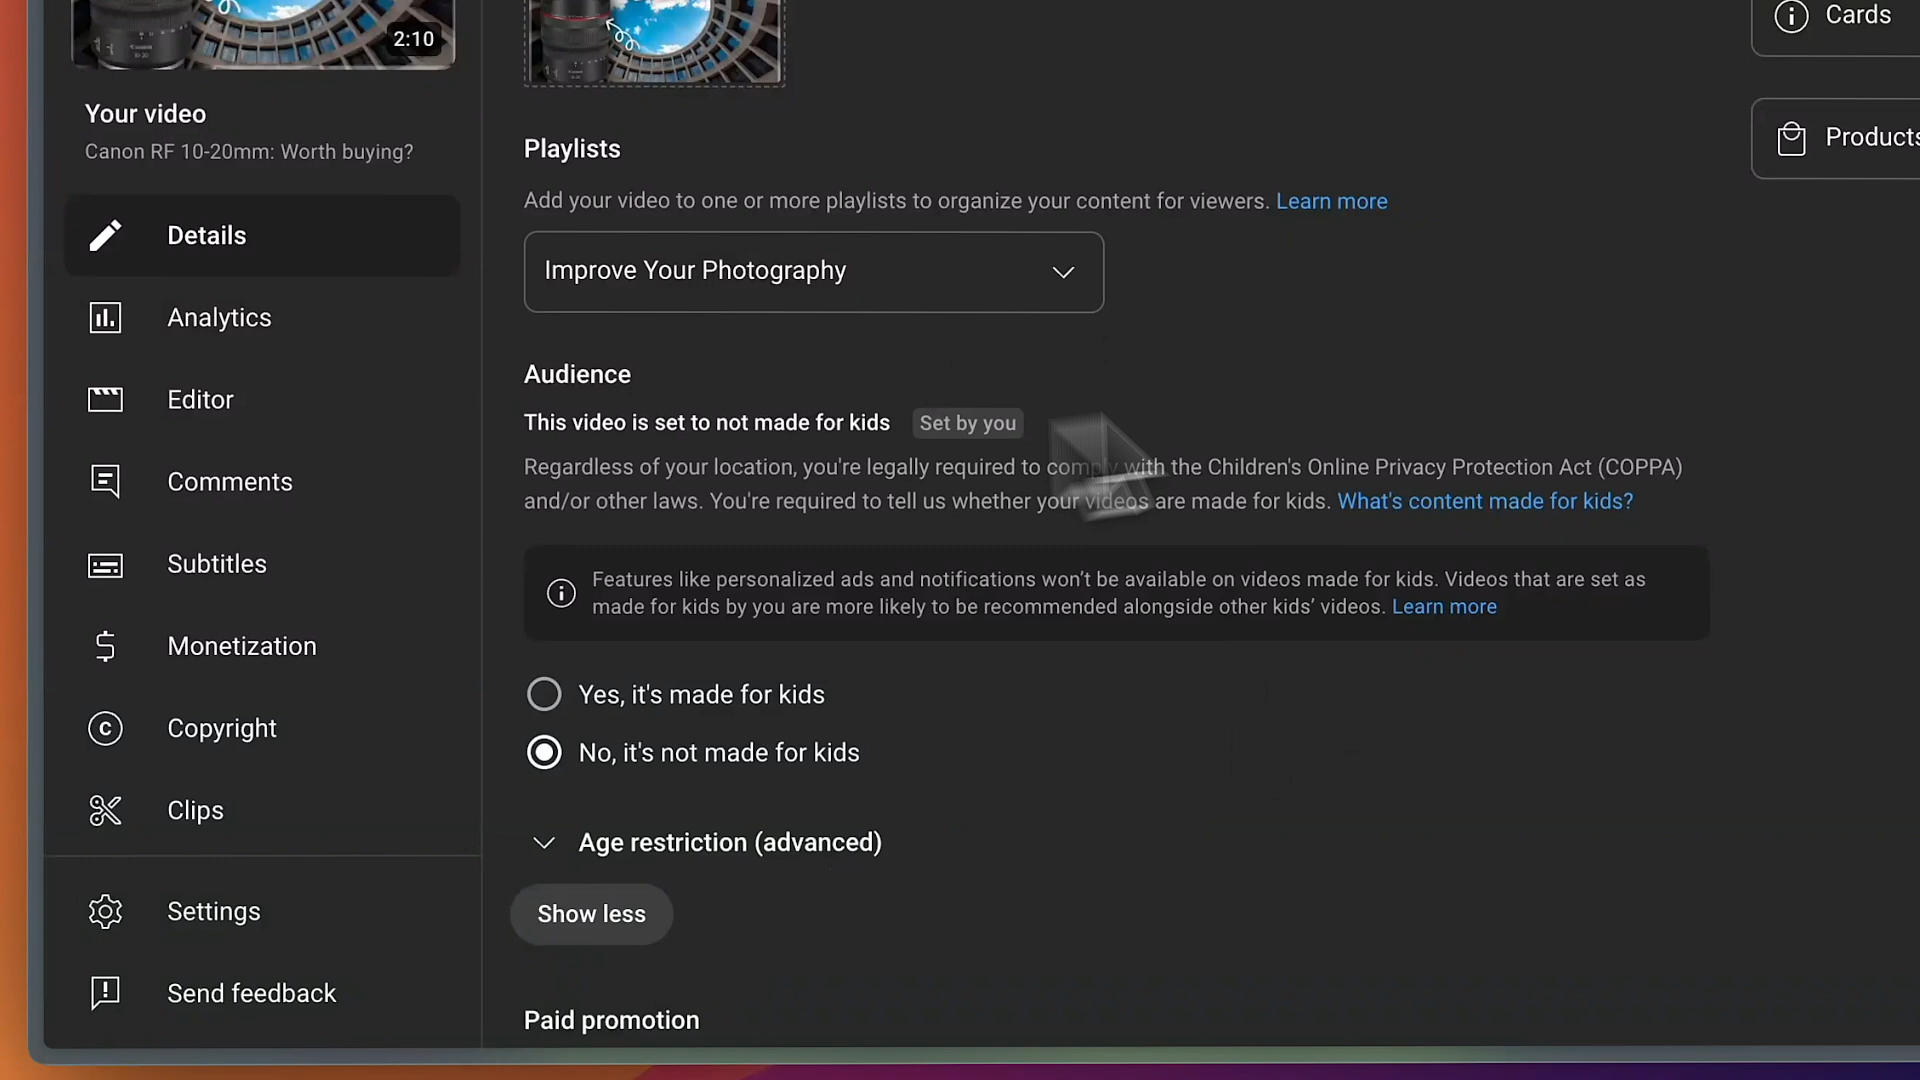 2:10
Your video
Canon RF 10-20mm: Worth buying?
Details
Analytics
Editor
Comments
Subtitles
Monetization
Copyright
Clips
Settings
Send feedback
Playlists
Add your video to one or more playlists to organize your content for viewers. Learn more
Improve Your Photography
Audience
This video is set to not made for kids Set by you
Regardless of your location, you're legally required to comply with the Children's Online Privacy Protection Act (COPPA)
and/or other laws. You're required to tell us whether your videos are made for kids. What's content made for kids?
Features like personalized ads and notifications won’t be available on videos made for kids. Videos that are set as
made for kids by you are more likely to be recommended alongside other kids’ videos. Learn more
Yes, it's made for kids
No, it's not made for kids
Age restriction (advanced)
Show less
Paid promotion
Cards
Products